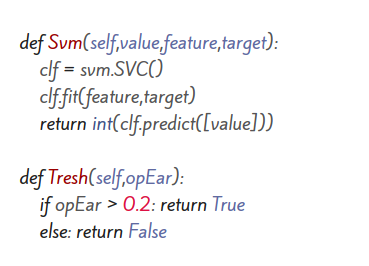 def Svm(self,value,feature,target):
clf = svm.SVC()
clf.fit(feature,target)
return int(clf.predict([value]))
def Tresh(self,opEar):
if opEar > 0.2: return True
else: return False